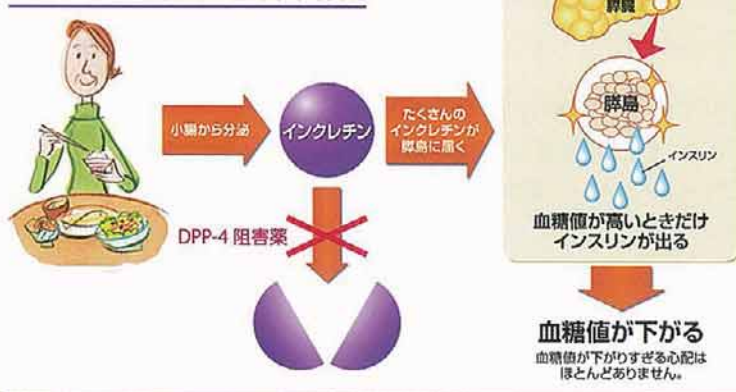 膵臓
膵島
小腸から分泌
インクレチン
たくさんの
インクレチンが
膵島に届く
インスリン
血糖値が高いときだけ
インスリンが出る
DPP-4 阻害薬
血糖値が下がる
血糖値が下がりすぎる心配は
ほとんどありません。